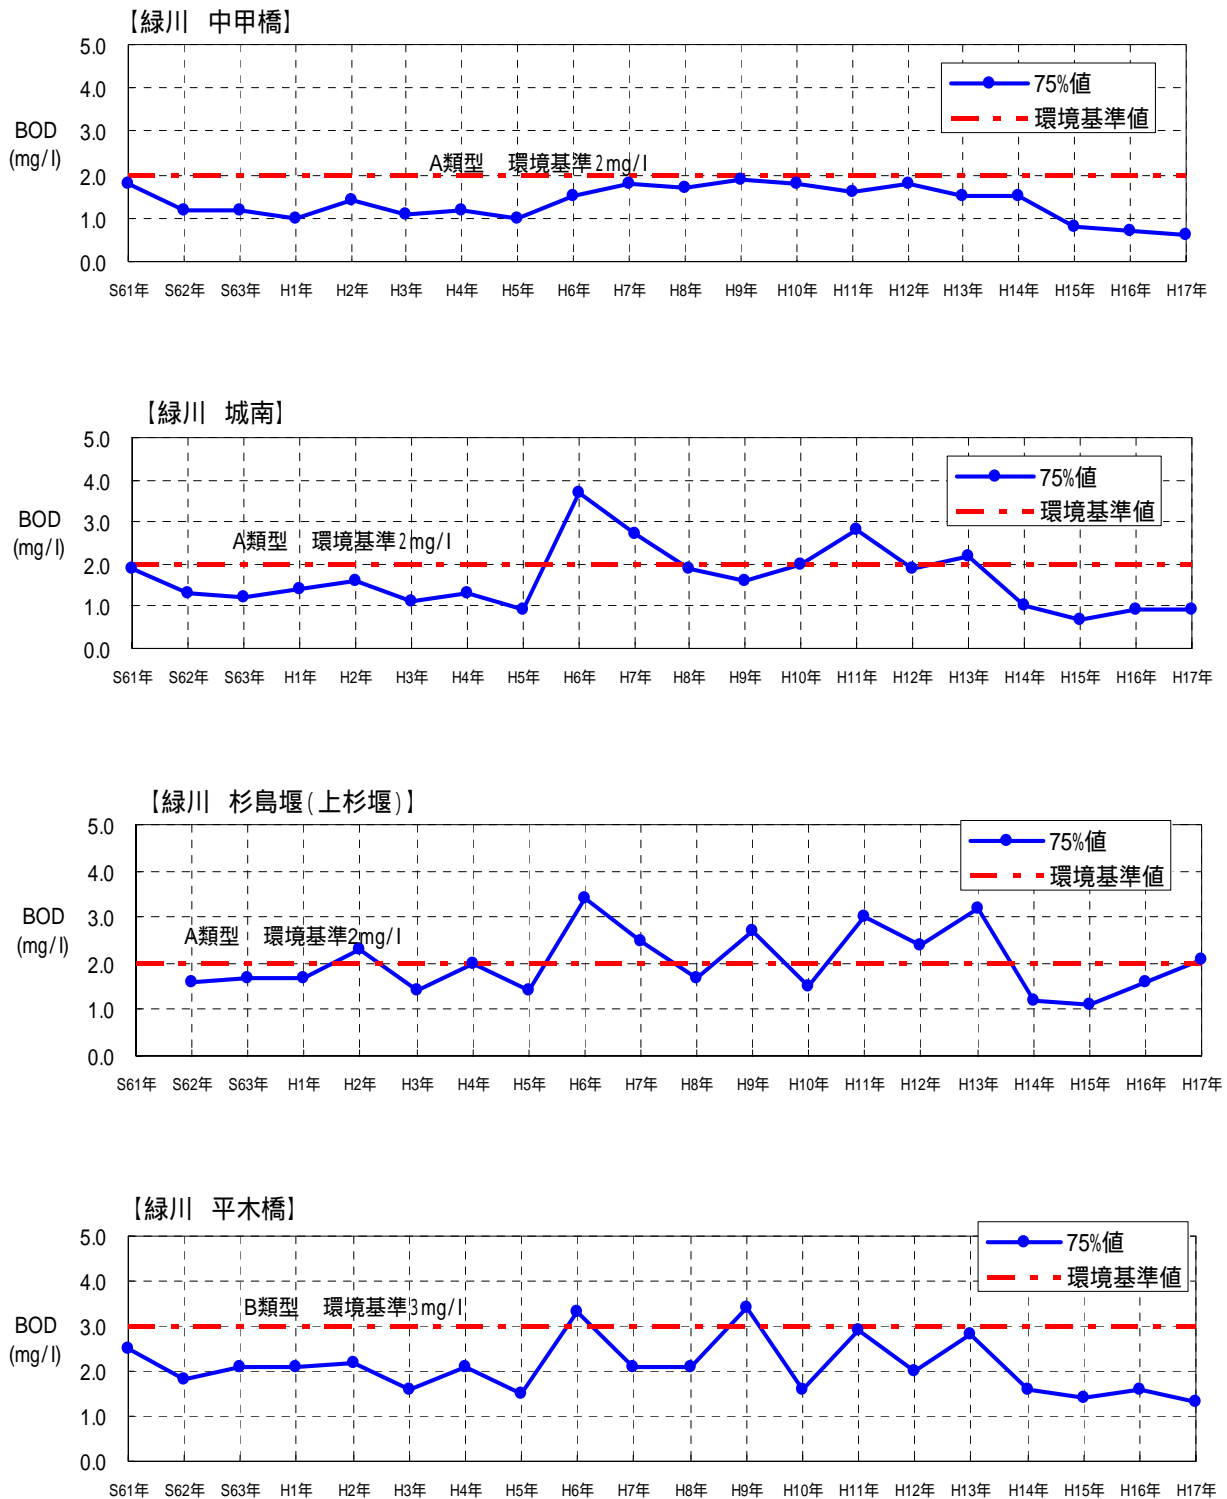 【緑川　中甲橋】
5.0
4.0
3.0
2.0
1.0
0.0
BOD
(mg/l)
75%値
環境基準値
A類型　環境基準2mg/l
S61年 S62年 S63年 H1年 H2年 H3年 H4年 H5年 H6年 H7年 H8年 H9年 H10年 H11年 H12年 H13年 H14年 H15年 H16年 H17年
【緑川　城南】
5.0
4.0
3.0
2.0
1.0
0.0
BOD
(mg/l)
75%値
環境基準値
A類型　環境基準2mg/l
S61年 S62年 S63年 H1年 H2年 H3年 H4年 H5年 H6年 H7年 H8年 H9年 H10年 H11年 H12年 H13年 H14年 H15年 H16年 H17年
【緑川　杉島堰(上杉堰)】
5.0
4.0
3.0
2.0
1.0
0.0
BOD
(mg/l)
75%値
環境基準値
A類型　環境基準2mg/l
S61年 S62年 S63年 H1年 H2年 H3年 H4年 H5年 H6年 H7年 H8年 H9年 H10年 H11年 H12年 H13年 H14年 H15年 H16年 H17年
【緑川　平木橋】
5.0
4.0
3.0
2.0
1.0
0.0
BOD
(mg/l)
75%値
環境基準値
B類型　環境基準3mg/l
S61年 S62年 S63年 H1年 H2年 H3年 H4年 H5年 H6年 H7年 H8年 H9年 H10年 H11年 H12年 H13年 H14年 H15年 H16年 H17年